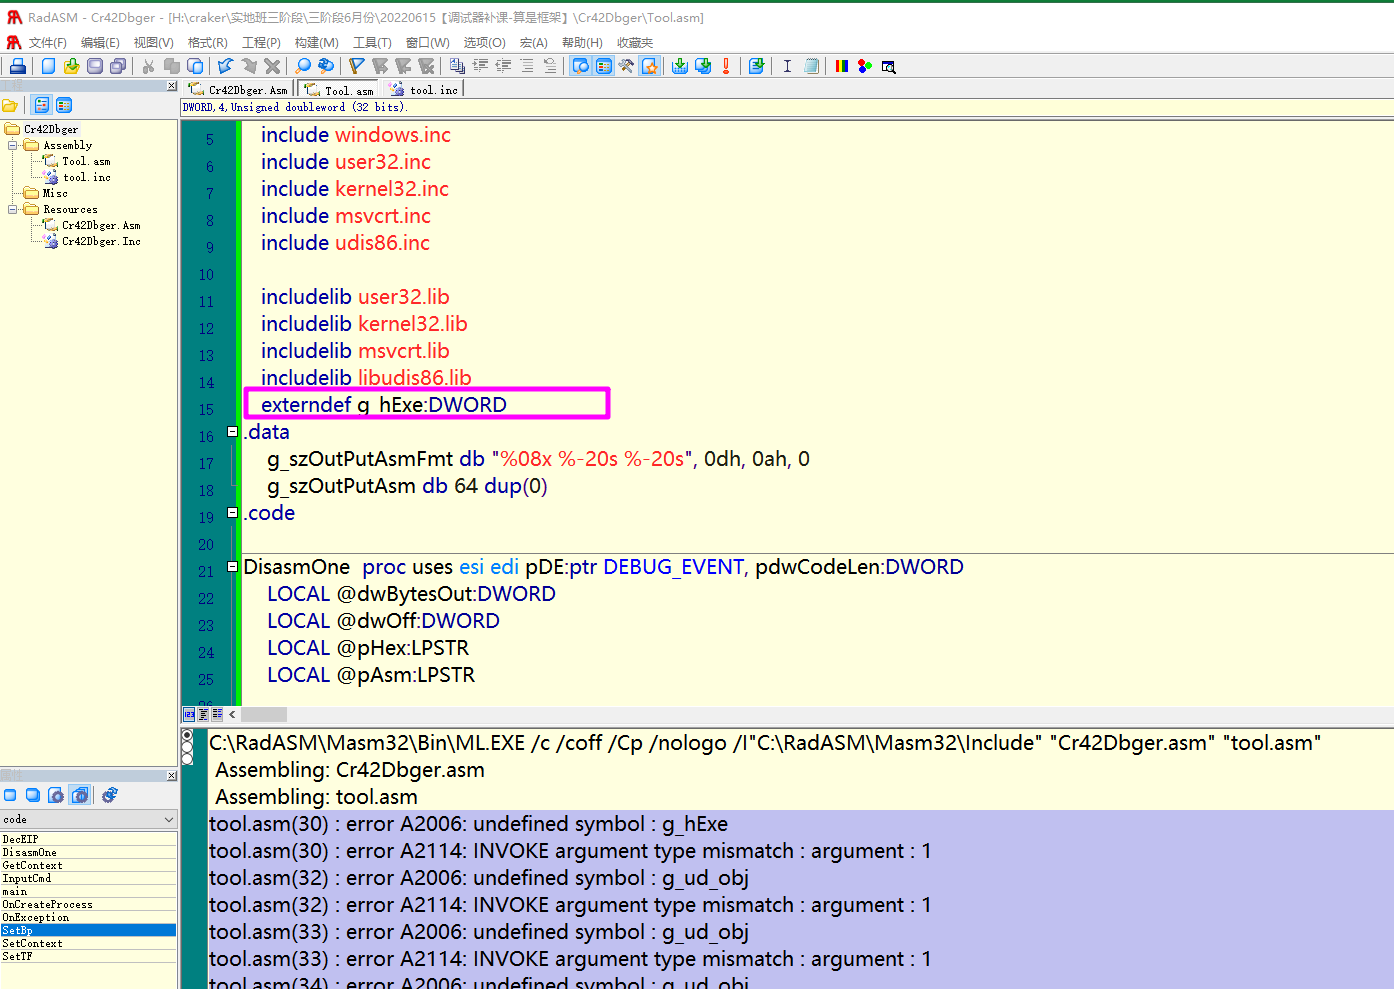 RadASM - Cr42Dbger - [H:\craker\实地班三阶段\三阶段6月份\20220615【调试器补课-算是框架】\Cr42Dbger\Tool.asm]
文件(F) 编辑(E) 视图(V) 格式(R) 工程(P) 构建(M) 工具(T) 窗口(W) 选项(O) 宏(A) 帮助(H) 收藏夹
Cr42Dbger.Asm Tool.asm tool.inc
DWORD,4,Unsigned doubleword (32 bits).
Cr42Dbger
Assembly
Tool.asm
tool.inc
Misc
Resources
Cr42Dbger.Asm
Cr42Dbger.Inc
5 include windows.inc
6 include user32.inc
7 include kernel32.inc
8 include msvcrt.inc
9 include udis86.inc
10
11 includelib user32.lib
12 includelib kernel32.lib
13 includelib msvcrt.lib
14 includelib libudis86.lib
15 externdef g_hExe:DWORD
16 .data
17 g_szOutPutAsmFmt db "%08x %-20s %-20s", 0dh, 0ah, 0
18 g_szOutPutAsm db 64 dup(0)
19 .code
20
21 DisasmOne proc uses esi edi pDE:ptr DEBUG_EVENT, pdwCodeLen:DWORD
22 LOCAL @dwBytesOut:DWORD
23 LOCAL @dwOff:DWORD
24 LOCAL @pHex:LPSTR
25 LOCAL @pAsm:LPSTR
26
code
DecEIP
DisasmOne
GetContext
InputCmd
main
OnCreateProcess
OnException
SetBp
SetContext
SetTF
C:\RadASM\Masm32\Bin\ML.EXE /c /coff /Cp /nologo /I"C:\RadASM\Masm32\Include" "Cr42Dbger.asm" "tool.asm"
Assembling: Cr42Dbger.asm
Assembling: tool.asm
tool.asm(30) : error A2006: undefined symbol : g_hExe
tool.asm(30) : error A2114: INVOKE argument type mismatch : argument : 1
tool.asm(32) : error A2006: undefined symbol : g_ud_obj
tool.asm(32) : error A2114: INVOKE argument type mismatch : argument : 1
tool.asm(33) : error A2006: undefined symbol : g_ud_obj
tool.asm(33) : error A2114: INVOKE argument type mismatch : argument : 1
tool.asm(34) : error A2006: undefined symbol : g_ud_obj